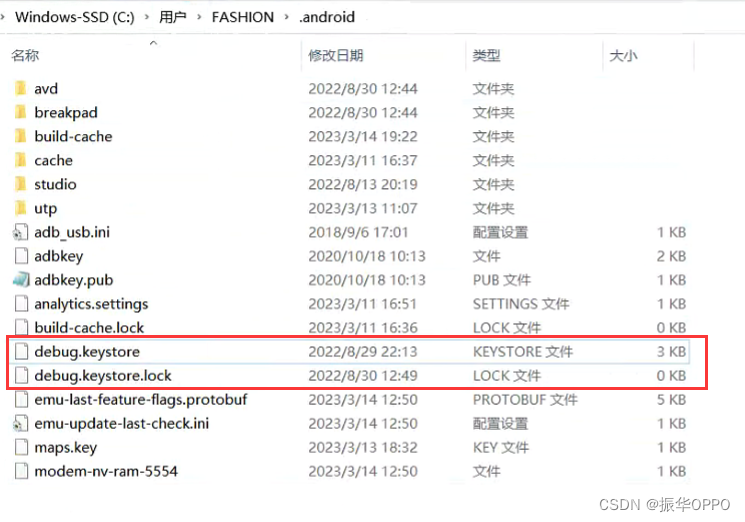 Windows-SSD (C:) › 用户 › FASHION › .android
名称 修改日期 类型 大小
avd 2022/8/30 12:44 文件夹
breakpad 2022/8/30 12:44 文件夹
build-cache 2023/3/14 19:22 文件夹
cache 2023/3/11 16:37 文件夹
studio 2022/8/13 20:19 文件夹
utp 2023/3/13 11:07 文件夹
adb_usb.ini 2018/9/6 17:01 配置设置 1 KB
adbkey 2020/10/18 10:13 文件 2 KB
adbkey.pub 2020/10/18 10:13 PUB 文件 1 KB
analytics.settings 2023/3/11 16:51 SETTINGS 文件 1 KB
build-cache.lock 2023/3/11 16:36 LOCK 文件 0 KB
debug.keystore 2022/8/29 22:13 KEYSTORE 文件 3 KB
debug.keystore.lock 2022/8/30 12:49 LOCK 文件 0 KB
emu-last-feature-flags.protobuf 2023/3/14 12:50 PROTOBUF 文件 5 KB
emu-update-last-check.ini 2023/3/14 12:50 配置设置 1 KB
maps.key 2023/3/13 18:32 KEY 文件 1 KB
modem-nv-ram-5554 2023/3/14 12:50 文件 1 KB
CSDN @振华OPPO